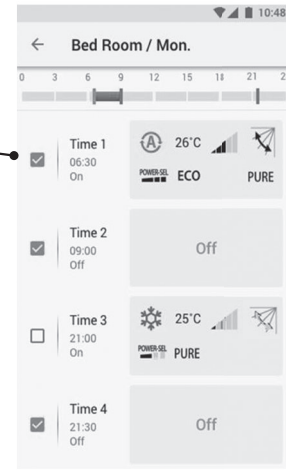 10:48
Bed Room / Mon.
0 3 6 9 12 15 18 21 2
Time 1
06:30
On
A 26°C
POWER-SEL ECO PURE
Time 2
09:00
Off
Off
Time 3
21:00
On
25°C
POWER-SEL PURE
Time 4
21:30
Off
Off